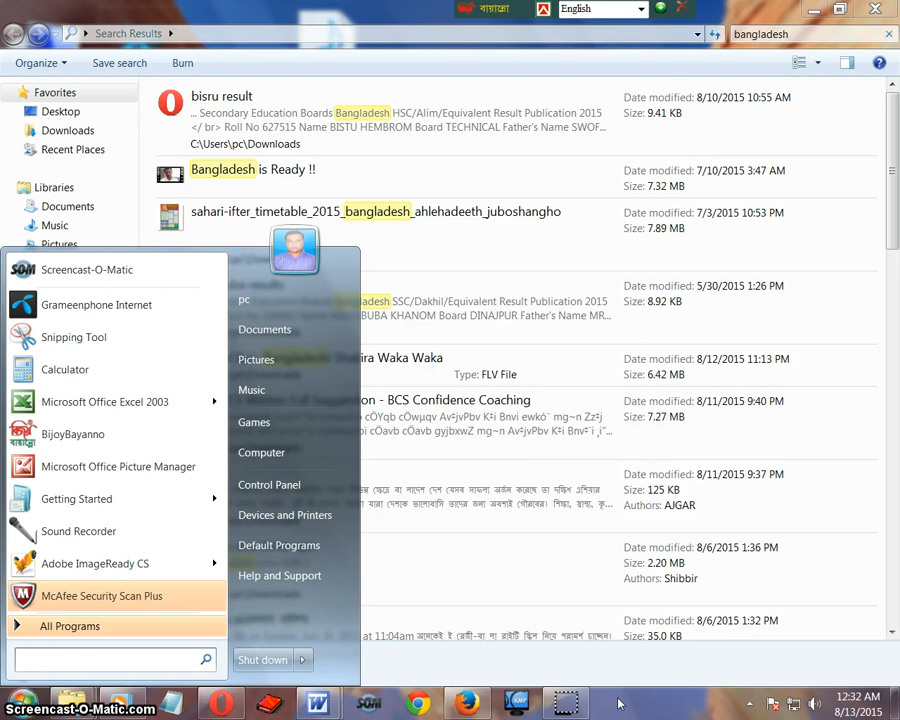 বায়ান্নো
English
Search Results
bangladesh
Organize
Save search
Burn
Favorites
Desktop
Downloads
Recent Places
Libraries
Documents
Music
Pictures
bisru result
... Secondary Education Boards Bangladesh HSC/Alim/Equivalent Result Publication 2015
</ br> Roll No 627515 Name BISTU HEMBROM Board TECHNICAL Father's Name SWOF...
C:\Users\pc\Downloads
Date modified: 8/10/2015 10:55 AM
Size: 9.41 KB
Bangladesh is Ready !!
Date modified: 7/10/2015 3:47 AM
Size: 7.32 MB
sahari-ifter_timetable_2015_bangladesh_ahlehadeeth_juboshangho
Date modified: 7/3/2015 10:53 PM
Size: 7.89 MB
Bangladesh SSC/Dakhil/Equivalent Result Publication 2015
BUBA KHANOM Board DINAJPUR Father's Name MR...
Date modified: 5/30/2015 1:26 PM
Size: 8.92 KB
Shakira Waka Waka
Type: FLV File
Date modified: 8/12/2015 11:13 PM
Size: 6.42 MB
- BCS Confidence Coaching
Date modified: 8/11/2015 9:40 PM
Size: 7.27 MB
Date modified: 8/11/2015 9:37 PM
Size: 125 KB
Authors: AJGAR
Date modified: 8/6/2015 1:36 PM
Size: 2.20 MB
Authors: Shibbir
at 11:04am
Date modified: 8/6/2015 1:32 PM
Size: 35.0 KB
Screencast-O-Matic
Grameenphone Internet
Snipping Tool
Calculator
Microsoft Office Excel 2003
BijoyBayanno
Microsoft Office Picture Manager
Getting Started
Sound Recorder
Adobe ImageReady CS
McAfee Security Scan Plus
All Programs
pc
Documents
Pictures
Music
Games
Computer
Control Panel
Devices and Printers
Default Programs
Help and Support
Shut down
Screencast-O-Matic.com
12:32 AM
8/13/2015